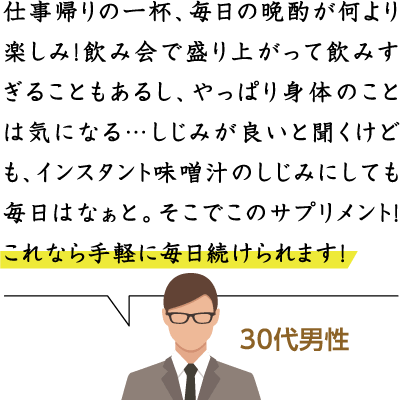 仕事帰りの一杯、毎日の晩酌が何より
楽しみ!飲み会で盛り上がって飲みす
ぎることもあるし、やっぱり身体のこと
は気になる…しじみが良いと聞くけど
も、インスタント味噌汁のしじみにしても
毎日はなぁと。そこでこのサプリメント!
これなら手軽に毎日続けられます!
30代男性